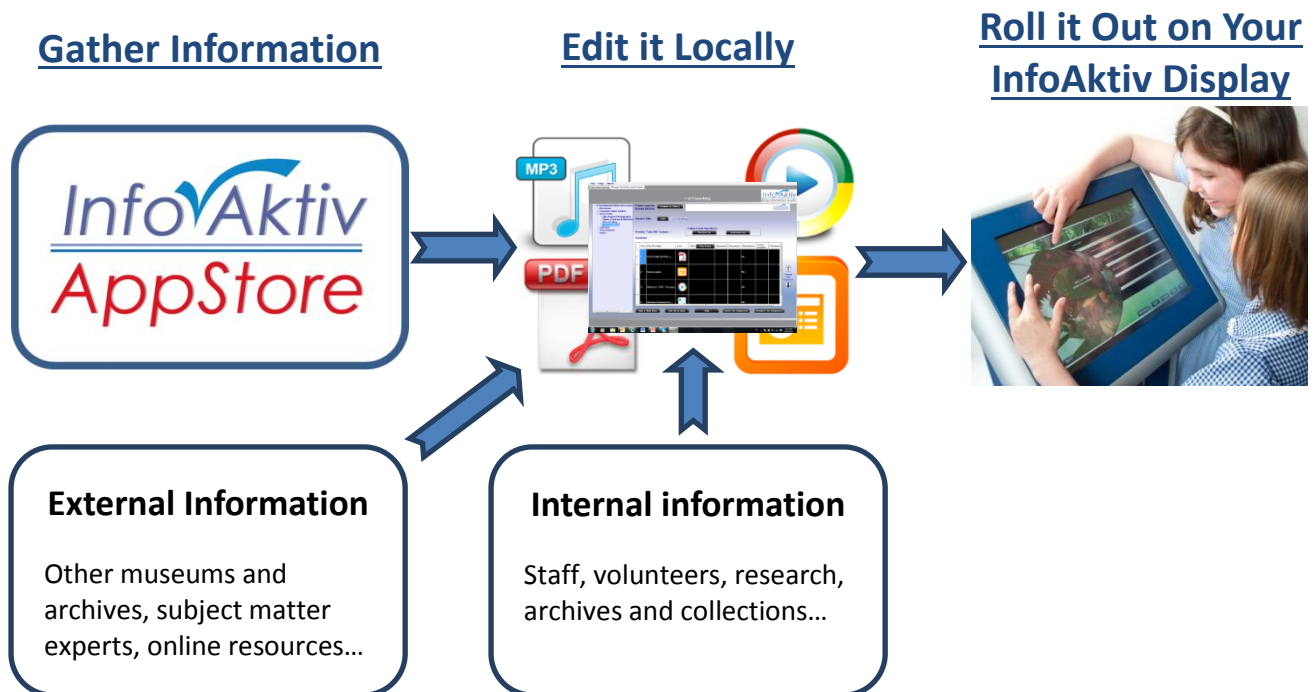 Gather Information
Edit it Locally
Roll it Out on Your
InfoAktiv Display
InfoAktiv
AppStore
MP3
PDF
InfoAktiv
External Information
Other museums and
archives, subject matter
experts, online resources…
Internal information
Staff, volunteers, research,
archives and collections…